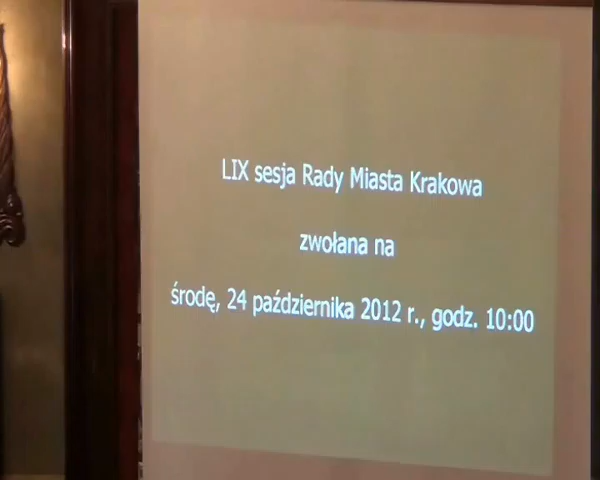 LIX sesja Rady Miasta Krakowa
zwołana na
środę, 24 października 2012 r., godz. 10:00